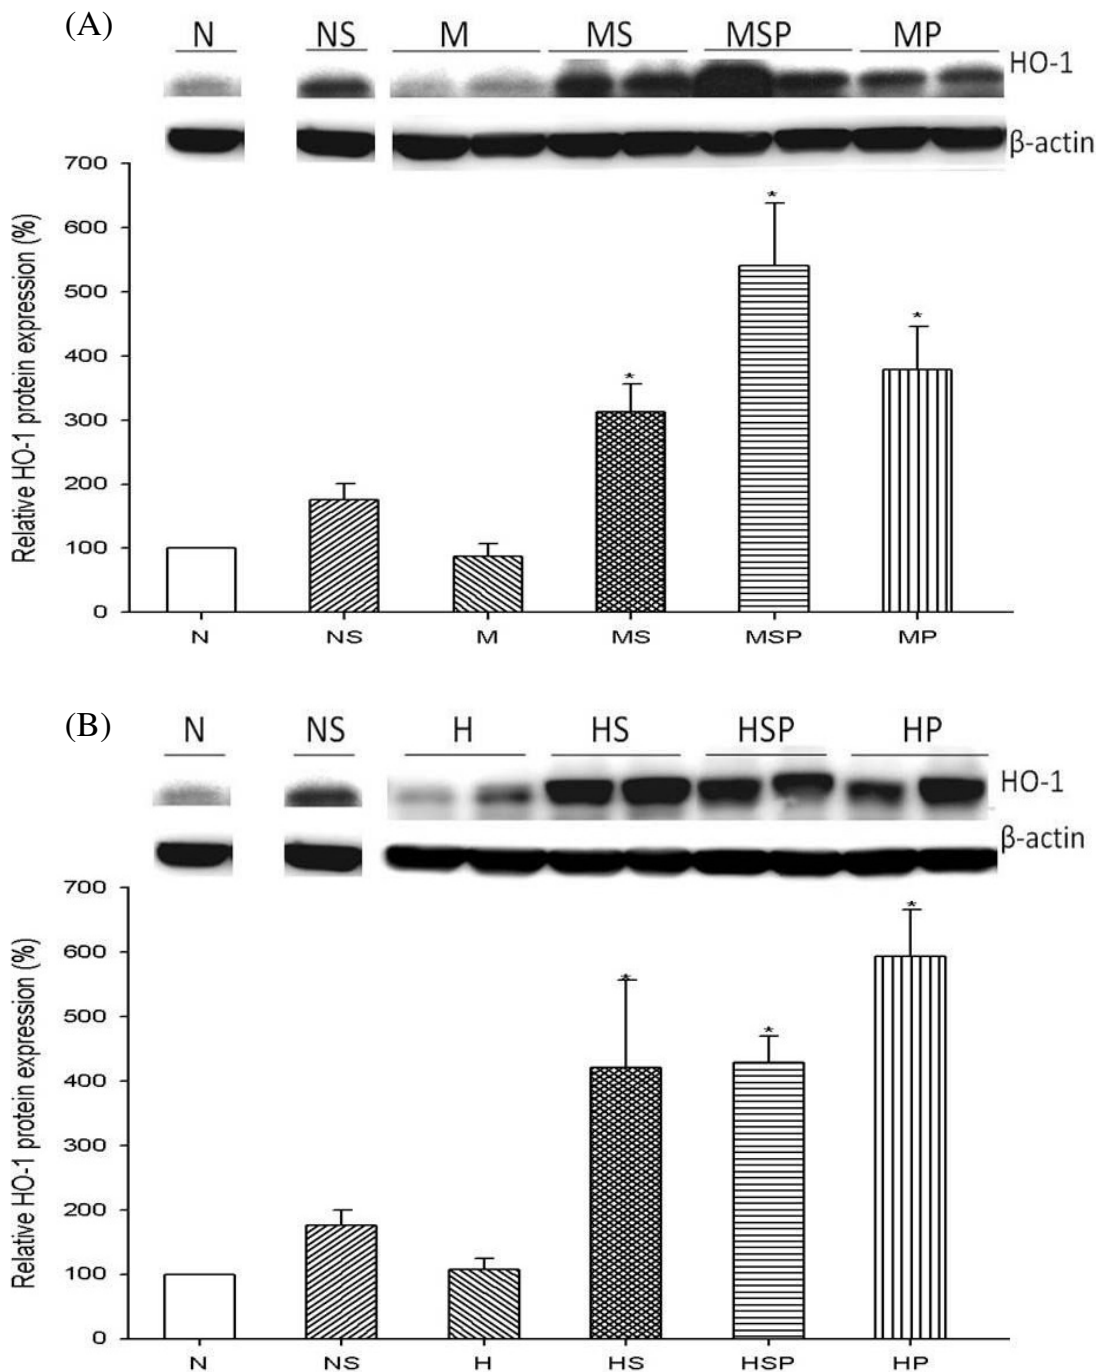 (A)
N NS M MS MSP MP
HO-1
β-actin
Relative HO-1 protein expression (%)
700
600
500
400
300
200
100
0
*
*
*
N NS M MS MSP MP
(B)
N NS H HS HSP HP
HO-1
β-actin
Relative HO-1 protein expression (%)
700
600
500
400
300
200
100
0
*
*
*
N NS H HS HSP HP